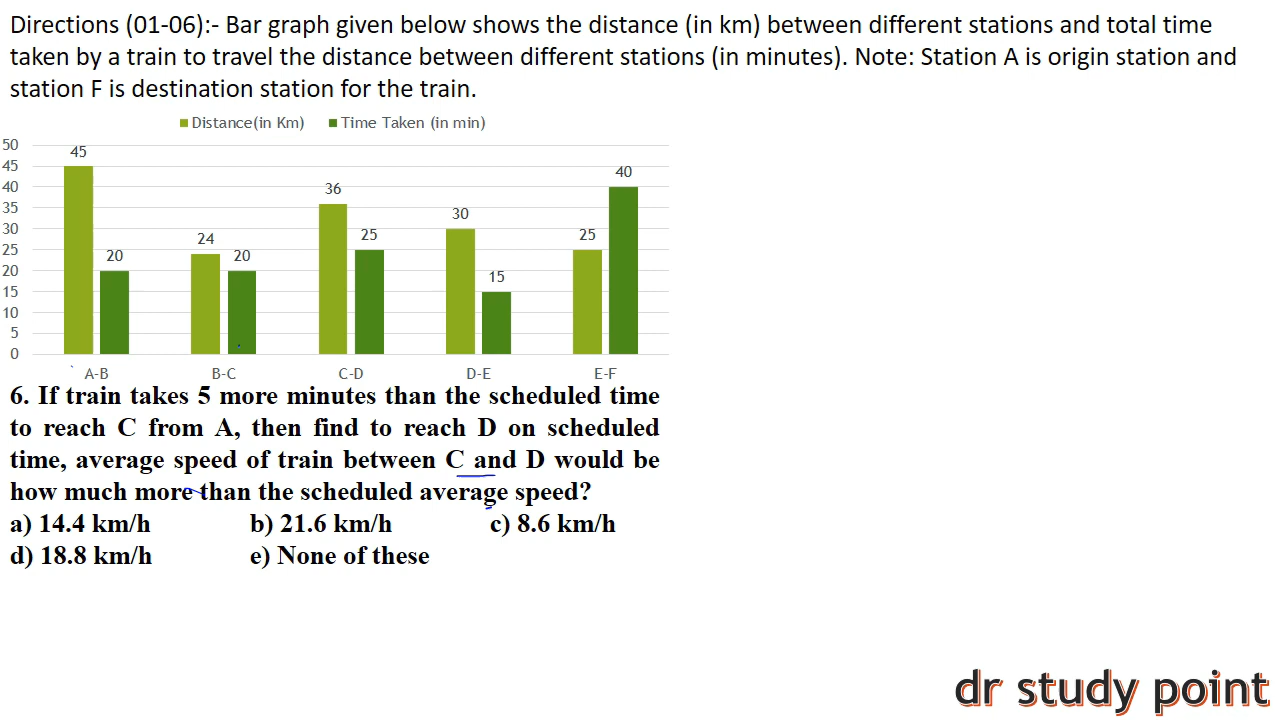 Directions (01-06):- Bar graph given below shows the distance (in km) between different stations and total time
taken by a train to travel the distance between different stations (in minutes). Note: Station A is origin station and
station F is destination station for the train.
Distance(in Km) Time Taken (in min)
50
45
40
35
30
25
20
15
10
5
0
45 20 24 20 36 25 30 15 25 40
A-B B-C C-D D-E E-F
6. If train takes 5 more minutes than the scheduled time
to reach C from A, then find to reach D on scheduled
time, average speed of train between C and D would be
how much more than the scheduled average speed?
a) 14.4 km/h b) 21.6 km/h c) 8.6 km/h
d) 18.8 km/h e) None of these
dr study point